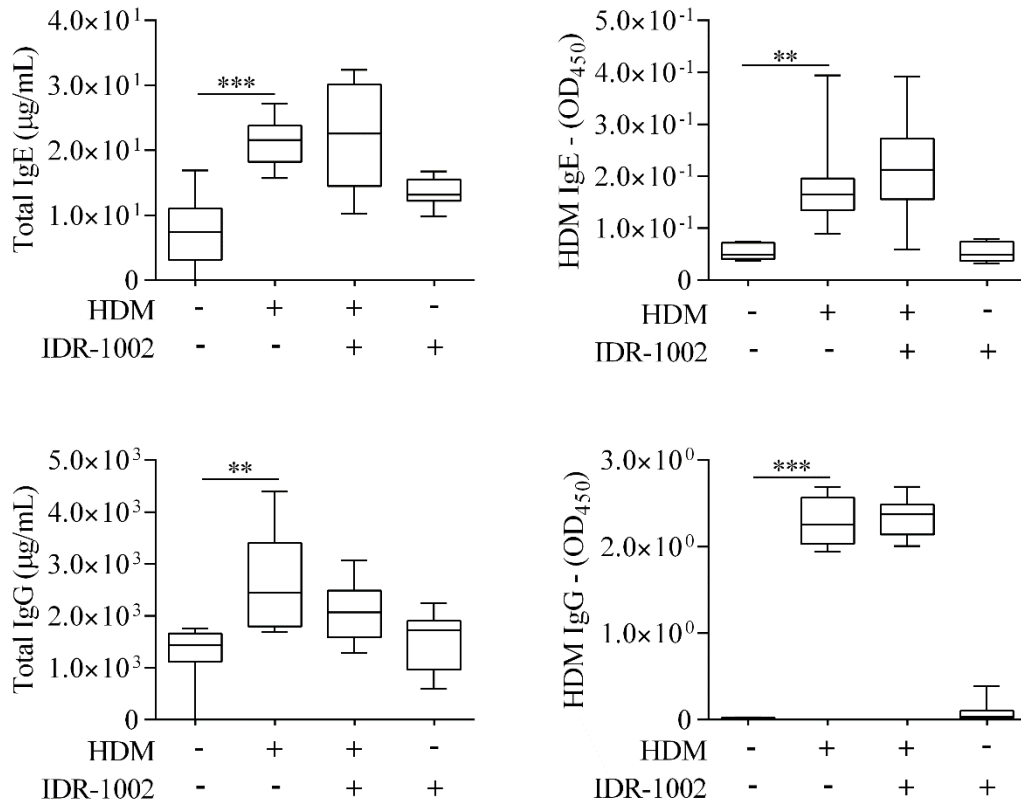 Total IgE (µg/mL)
4.0×10¹
3.0×10¹
2.0×10¹
1.0×10¹
0
***
HDM - + + -
IDR-1002 - - + +
HDM IgE - (OD₄₅₀)
5.0×10⁻¹
4.0×10⁻¹
3.0×10⁻¹
2.0×10⁻¹
1.0×10⁻¹
0
**
HDM - + + -
IDR-1002 - - + +
Total IgG (µg/mL)
5.0×10³
4.0×10³
3.0×10³
2.0×10³
1.0×10³
0
**
HDM - + + -
IDR-1002 - - + +
HDM IgG - (OD₄₅₀)
3.0×10⁰
2.0×10⁰
1.0×10⁰
0
***
HDM - + + -
IDR-1002 - - + +